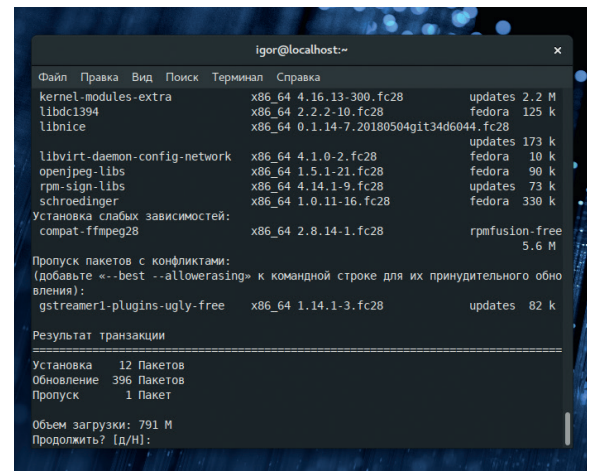 igor@localhost:~ ×
Файл Правка Вид Поиск Терминал Справка
kernel-modules-extra x86_64 4.16.13-300.fc28 updates 2.2 M
libdc1394 x86_64 2.2.2-10.fc28 fedora 125 k
libnice x86_64 0.1.14-7.20180504git34d6044.fc28
updates 173 k
libvirt-daemon-config-network x86_64 4.1.0-2.fc28 fedora 10 k
openjpeg-libs x86_64 1.5.1-21.fc28 fedora 90 k
rpm-sign-libs x86_64 4.14.1-9.fc28 updates 73 k
schroedinger x86_64 1.0.11-16.fc28 fedora 330 k
Установка слабых зависимостей:
compat-ffmpeg28 x86_64 2.8.14-1.fc28 rpmfusion-free
5.6 M
Пропуск пакетов с конфликтами:
(добавьте «--best --allowerasing» к командной строке для их принудительного обно
вления):
gstreamer1-plugins-ugly-free x86_64 1.14.1-3.fc28 updates 82 k
Результат транзакции
================================================================================
Установка 12 Пакетов
Обновление 396 Пакетов
Пропуск 1 Пакет
Объем загрузки: 791 M
Продолжить? [д/Н]: